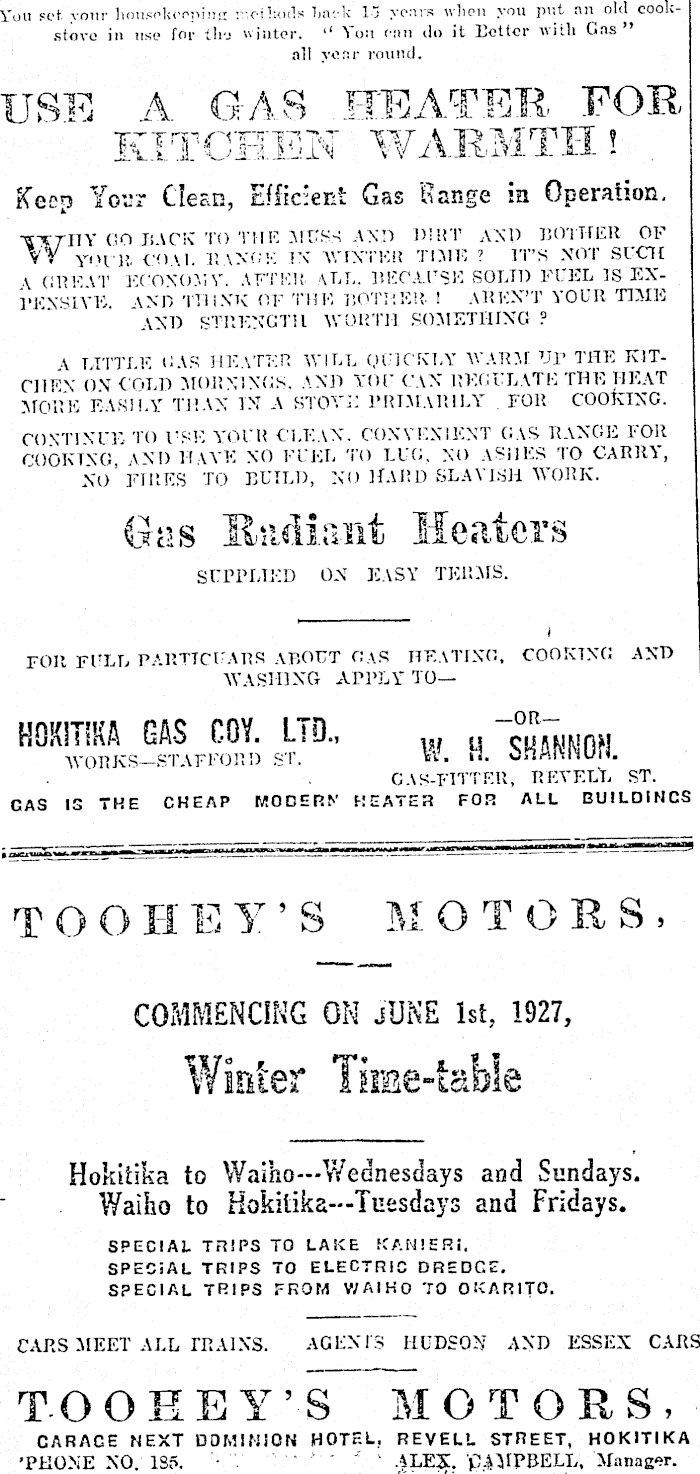 You set your housekeeping methods back 15 years when you put an old cook-
stove in use for the winter. "You can do it Better with Gas"
all year round.
USE A GAS HEATER FOR
KITCHEN WARMTH!
Keep Your Clean, Efficient Gas Range in Operation.
WHY GO BACK TO THE MUSS AND DIRT AND BOTHER OF
YOUR COAL RANGE IN WINTER TIME? IT'S NOT SUCH
A GREAT ECONOMY, AFTER ALL, BECAUSE SOLID FUEL IS EX-
PENSIVE. AND THINK OF THE BOTHER! AREN'T YOUR TIME
AND STRENGTH WORTH SOMETHING?
A LITTLE GAS HEATER WILL QUICKLY WARM UP THE KIT-
CHEN ON COLD MORNINGS, AND YOU CAN REGULATE THE HEAT
MORE EASILY THAN IN A STOVE PRIMARILY FOR COOKING.
CONTINUE TO USE YOUR CLEAN, CONVENIENT GAS RANGE FOR
COOKING, AND HAVE NO FUEL TO LUG, NO ASHES TO CARRY,
NO FIRES TO BUILD, NO HARD SLAVISH WORK.
Gas Radiant Heaters
SUPPLIED ON EASY TERMS.
FOR FULL PARTICUARS ABOUT GAS HEATING, COOKING AND
WASHING APPLY TO—
HOKITIKA GAS COY. LTD.,
WORKS—STAFFORD ST.
—OR—
W. H. SHANNON.
GAS-FITTER, REVELL ST.
GAS IS THE CHEAP MODERN HEATER FOR ALL BUILDINGS
TOOHEY'S MOTORS,
COMMENCING ON JUNE 1st, 1927,
Winter Time-table
Hokitika to Waiho---Wednesdays and Sundays.
Waiho to Hokitika---Tuesdays and Fridays.
SPECIAL TRIPS TO LAKE KANIERI.
SPECIAL TRIPS TO ELECTRIC DREDGE.
SPECIAL TRIPS FROM WAIHO TO OKARITO.
CARS MEET ALL TRAINS. AGENTS HUDSON AND ESSEX CARS
TOOHEY'S MOTORS,
GARAGE NEXT DOMINION HOTEL, REVELL STREET, HOKITIKA
'PHONE NO. 185. ALEX. CAMPBELL, Manager.